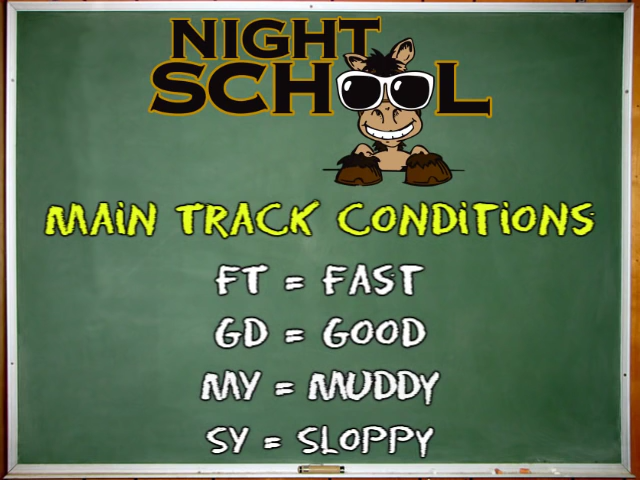 NIGHT
SCHOOL
MAIN TRACK CONDITIONS
FT = FAST
GD = GOOD
MY = MUDDY
SY = SLOPPY